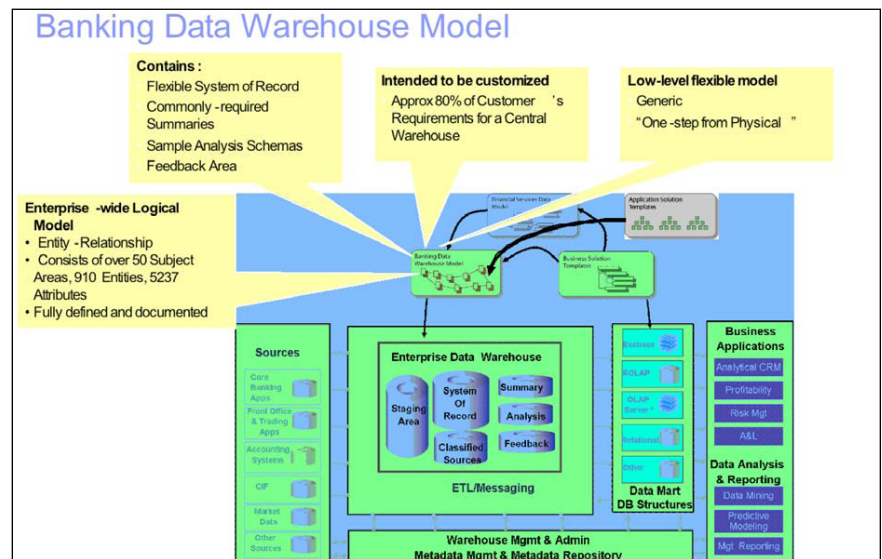 Banking Data Warehouse Model
Contains :
Flexible System of Record
Commonly - required
Summaries
Sample Analysis Schemas
Feedback Area
Intended to be customized
Approx 80% of Customer ’s
Requirements for a Central
Warehouse
Low-level flexible model
Generic
“One -step from Physical ”
Enterprise -wide Logical
Model
• Entity - Relationship
• Consists of over 50 Subject
Areas, 910 Entities, 5237
Attributes
• Fully defined and documented
Financial Services Data
Model
Application Solution
Templates
Banking Data
Warehouse Model
Business Solution
Templates
Sources
Core
Banking
Apps
Front Office
& Trading
Apps
Accounting
Systems
CIF
Market
Data
Other
Sources
Enterprise Data Warehouse
Staging
Area
System
Of
Record
Classified
Sources
Summary
Analysis
Feedback
ETL/Messaging
Essbase
ROLAP
OLAP
Server*
Relational
Other
Data Mart
DB Structures
Business
Applications
Analytical CRM
Profitability
Risk Mgt
A&L
Data Analysis
& Reporting
Data Mining
Predictive
Modeling
Mgt Reporting
Warehouse Mgmt & Admin
Metadata Mgmt & Metadata Repository